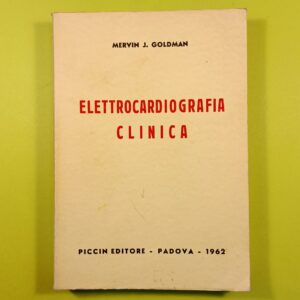 MERVIN J. GOLDMAN
ELETTROCARDIOGRAFIA
CLINICA
PICCIN EDITORE - PADOVA - 1962